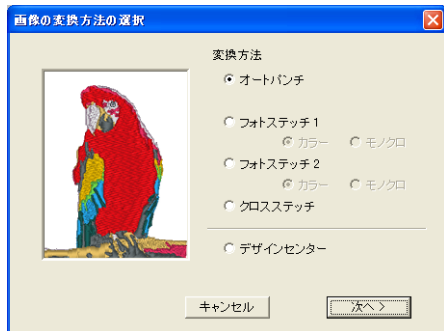 画像の変換方法の選択
変換方法
オートパンチ
フォトステッチ 1
カラー モノクロ
フォトステッチ 2
カラー モノクロ
クロスステッチ
デザインセンター
キャンセル 次へ >